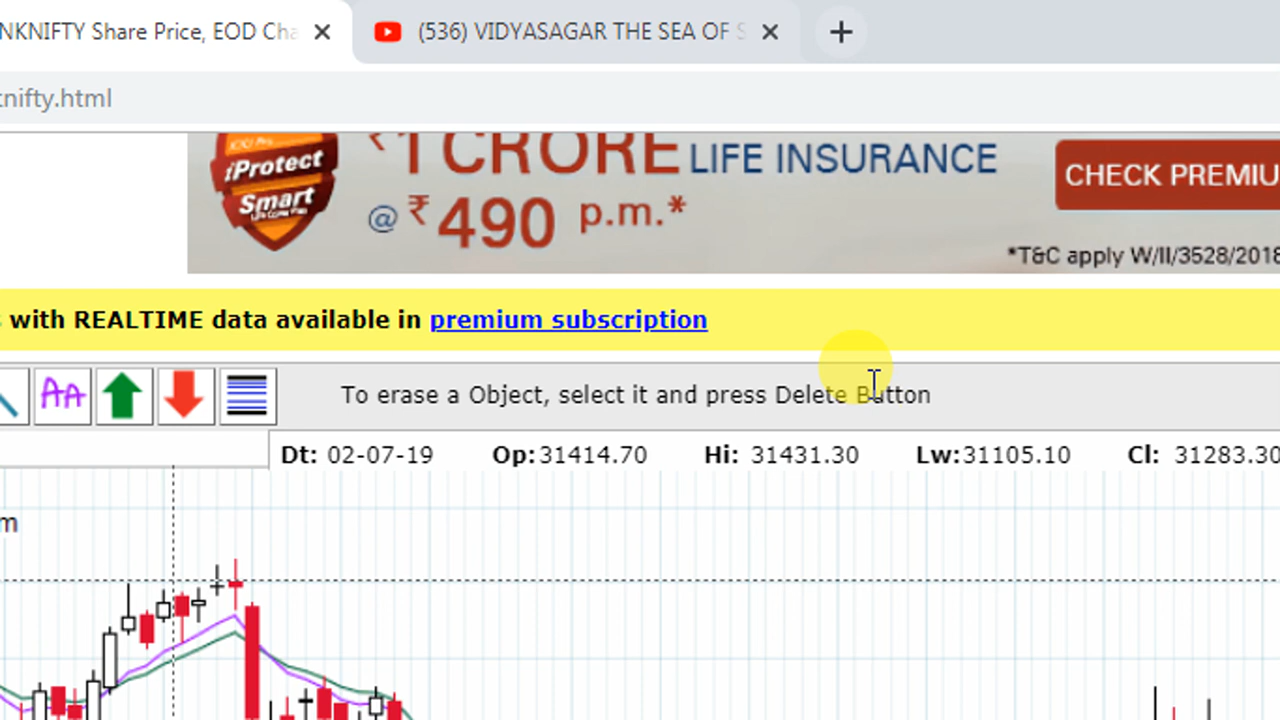 NKNIFTY Share Price, EOD Cha
(536) VIDYASAGAR THE SEA OF S
nifty.html
₹1 CRORE LIFE INSURANCE
iProtect
Smart
@ ₹490 p.m.*
CHECK PREMIU
*T&C apply W/II/3528/2018
with REALTIME data available in premium subscription
AA
To erase a Object, select it and press Delete Button
Dt: 02-07-19 Op:31414.70 Hi: 31431.30 Lw:31105.10 Cl: 31283.30
m